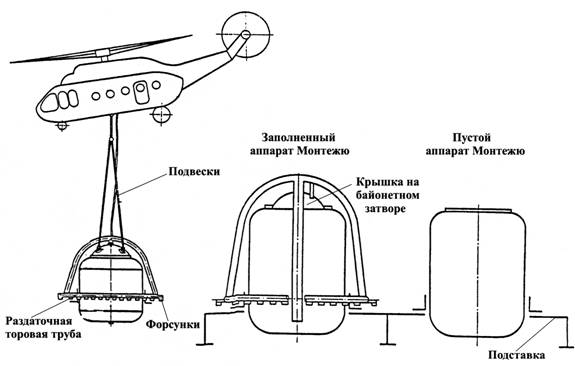 Заполненный
аппарат Монтежю
Пустой
аппарат Монтежю
Подвески
Крышка на
байонетном
затворе
Раздаточная
торовая труба
Форсунки
Подставка